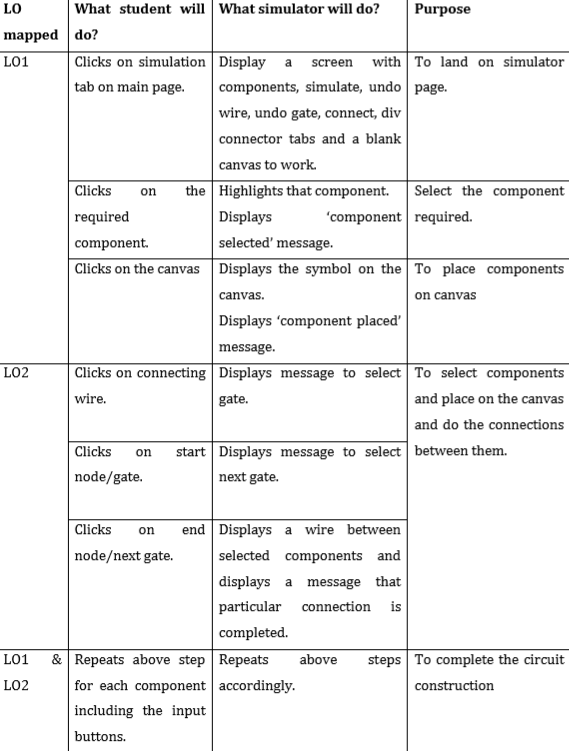 LO mapped
What student will do?
What simulator will do?
Purpose
LO1
Clicks on simulation
tab on main page.
Display a screen with
components, simulate, undo
wire, undo gate, connect, div
connector tabs and a blank
canvas to work.
To land on simulator
page.
Clicks on the
required
component.
Highlights that component.
Displays 'component
selected' message.
Select the component
required.
Clicks on the canvas
Displays the symbol on the
canvas.
Displays 'component placed'
message.
To place components
on canvas
LO2
Clicks on connecting
wire.
Displays message to select
gate.
To select components
and place on the canvas
and do the connections
between them.
Clicks on start
node/gate.
Displays message to select
next gate.
Clicks on end
node/next gate.
Displays a wire between
selected components and
displays a message that
particular connection is
completed.
LO1 &
LO2
Repeats above step
for each component
including the input
buttons.
Repeats above steps
accordingly.
To complete the circuit
construction